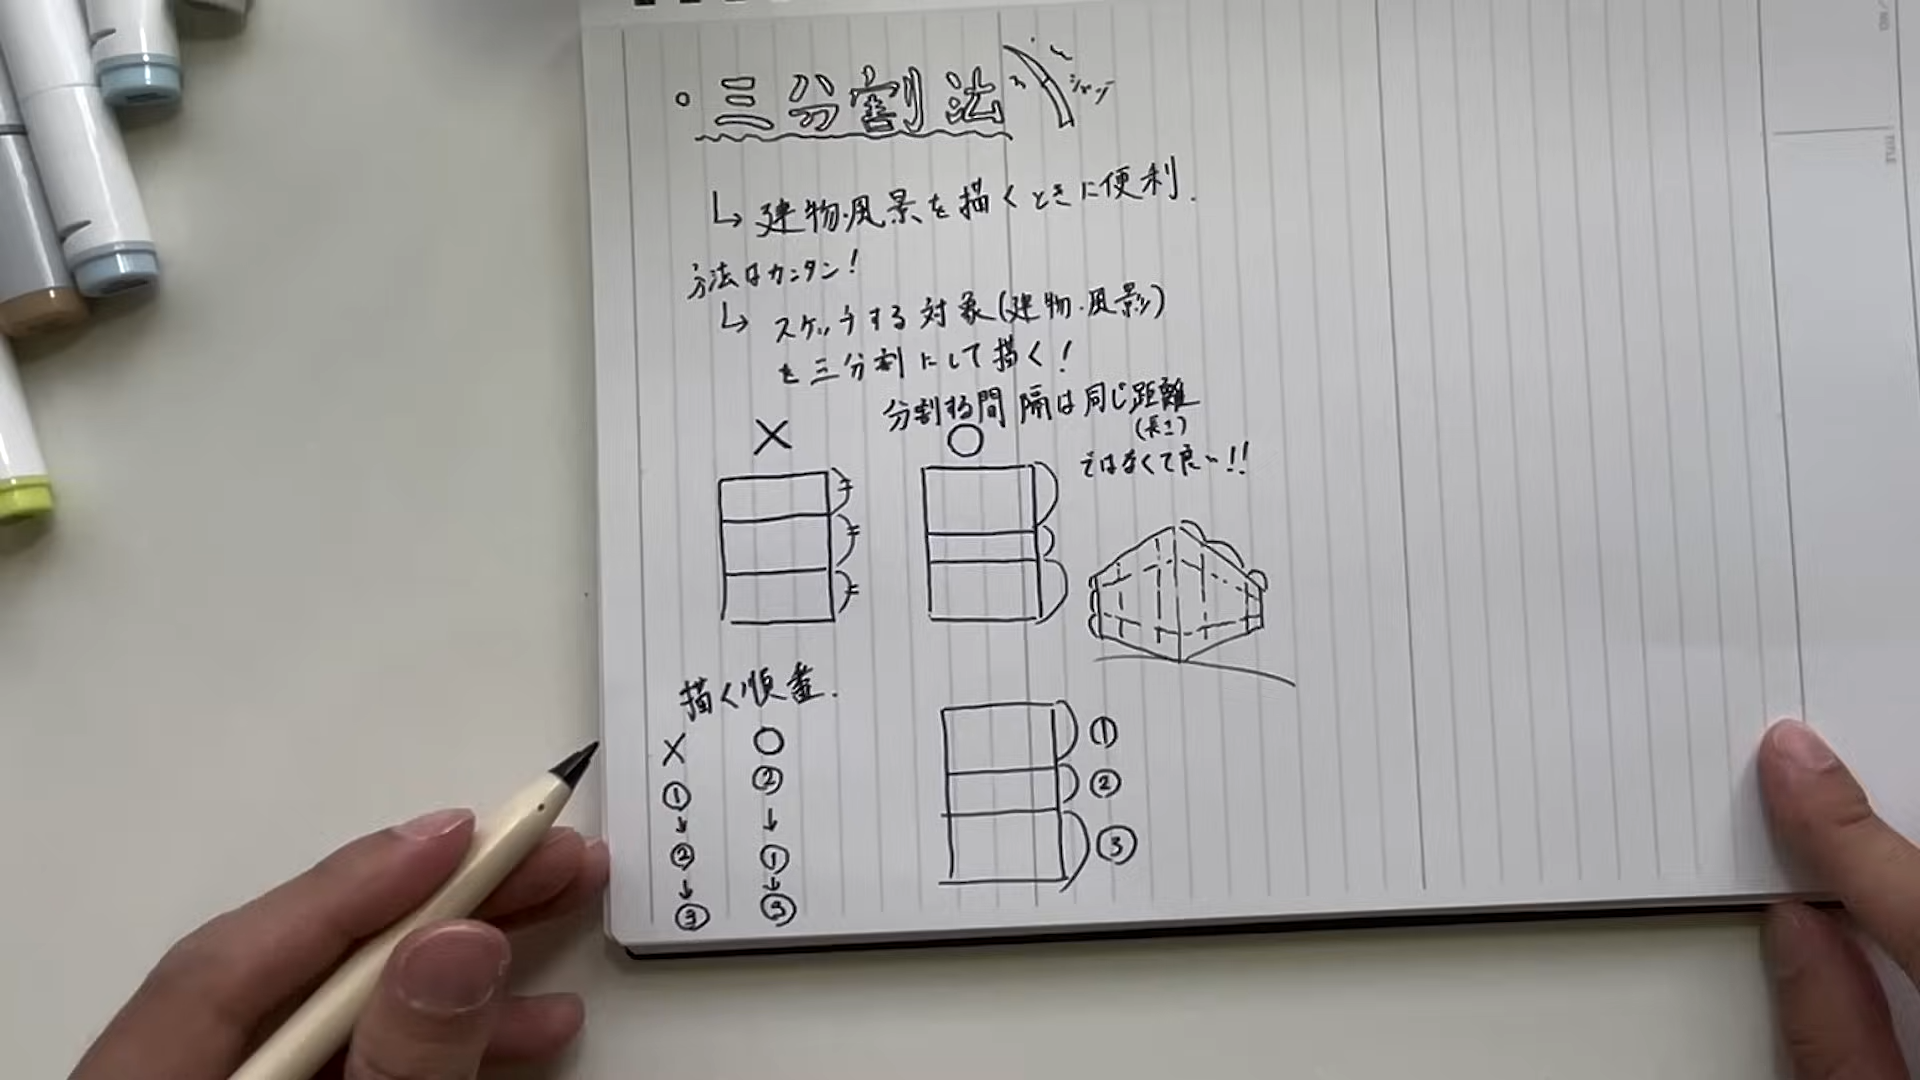 ○ 三分割法
↳ 建物・風景を描くときに便利.
方法はカンタン!
↳ スケッチする対象(建物・風影)
を三分割にして描く!
分割する間隔は同じ距離
(長さ)
ではなくて良い!!
× ○
描く順番.
× ○
① ②
↓ ↓
② ①
↓ ↓
③ ③
①
②
③
TITLE